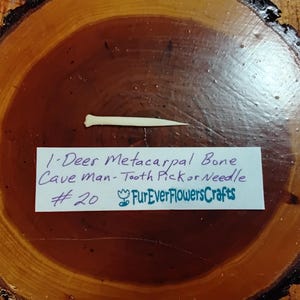 1-Deer Metacarpal Bone
Cave man-Tooth Pick or Needle
# 20 FurEverFlowersCrafts